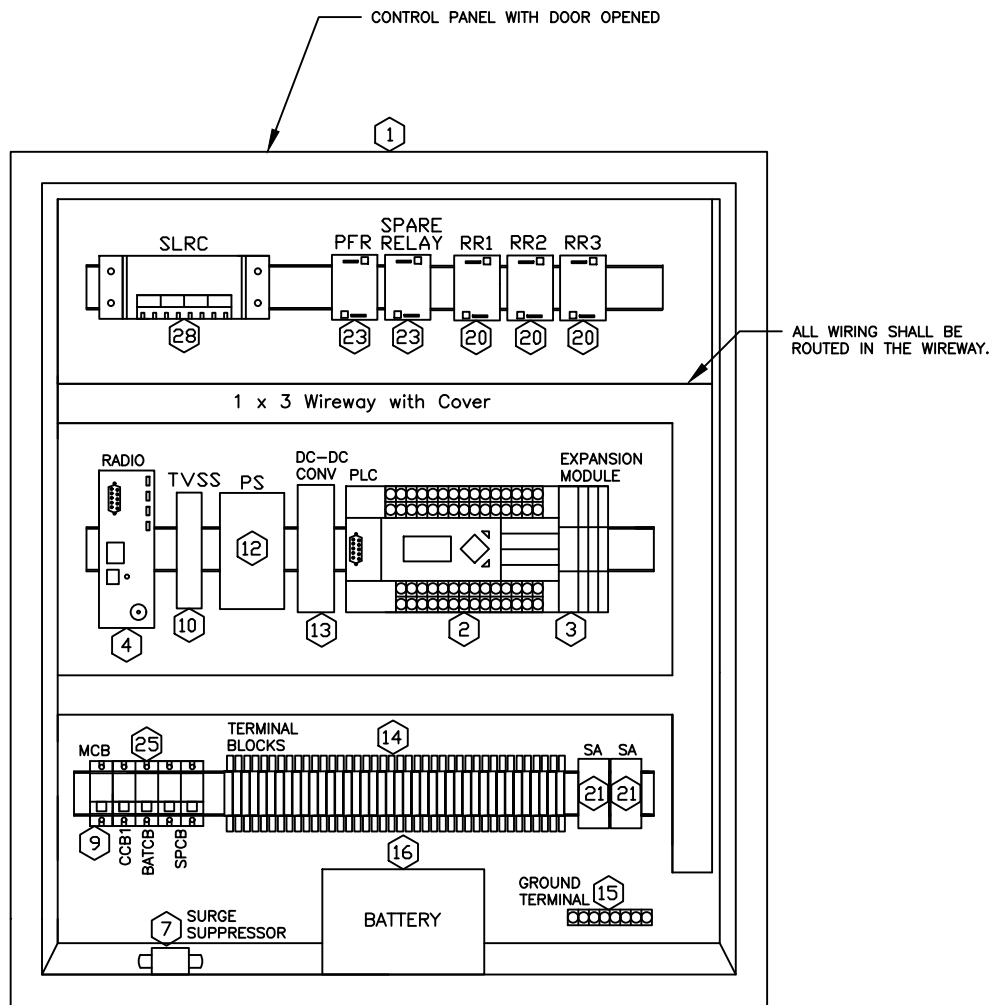 CONTROL PANEL WITH DOOR OPENED
1
SLRC
PFR
SPARE
RELAY
RR1
RR2
RR3
28
23
23
20
20
20
ALL WIRING SHALL BE
ROUTED IN THE WIREWAY.
1 x 3 Wireway with Cover
RADIO
TVSS
PS
DC-DC
CONV
PLC
EXPANSION
MODULE
12
4
10
13
2
3
MCB
25
TERMINAL
BLOCKS
14
SA
SA
21
21
9
CCB1
BATCB
SPCB
16
GROUND
TERMINAL
15
7
SURGE
SUPPRESSOR
BATTERY